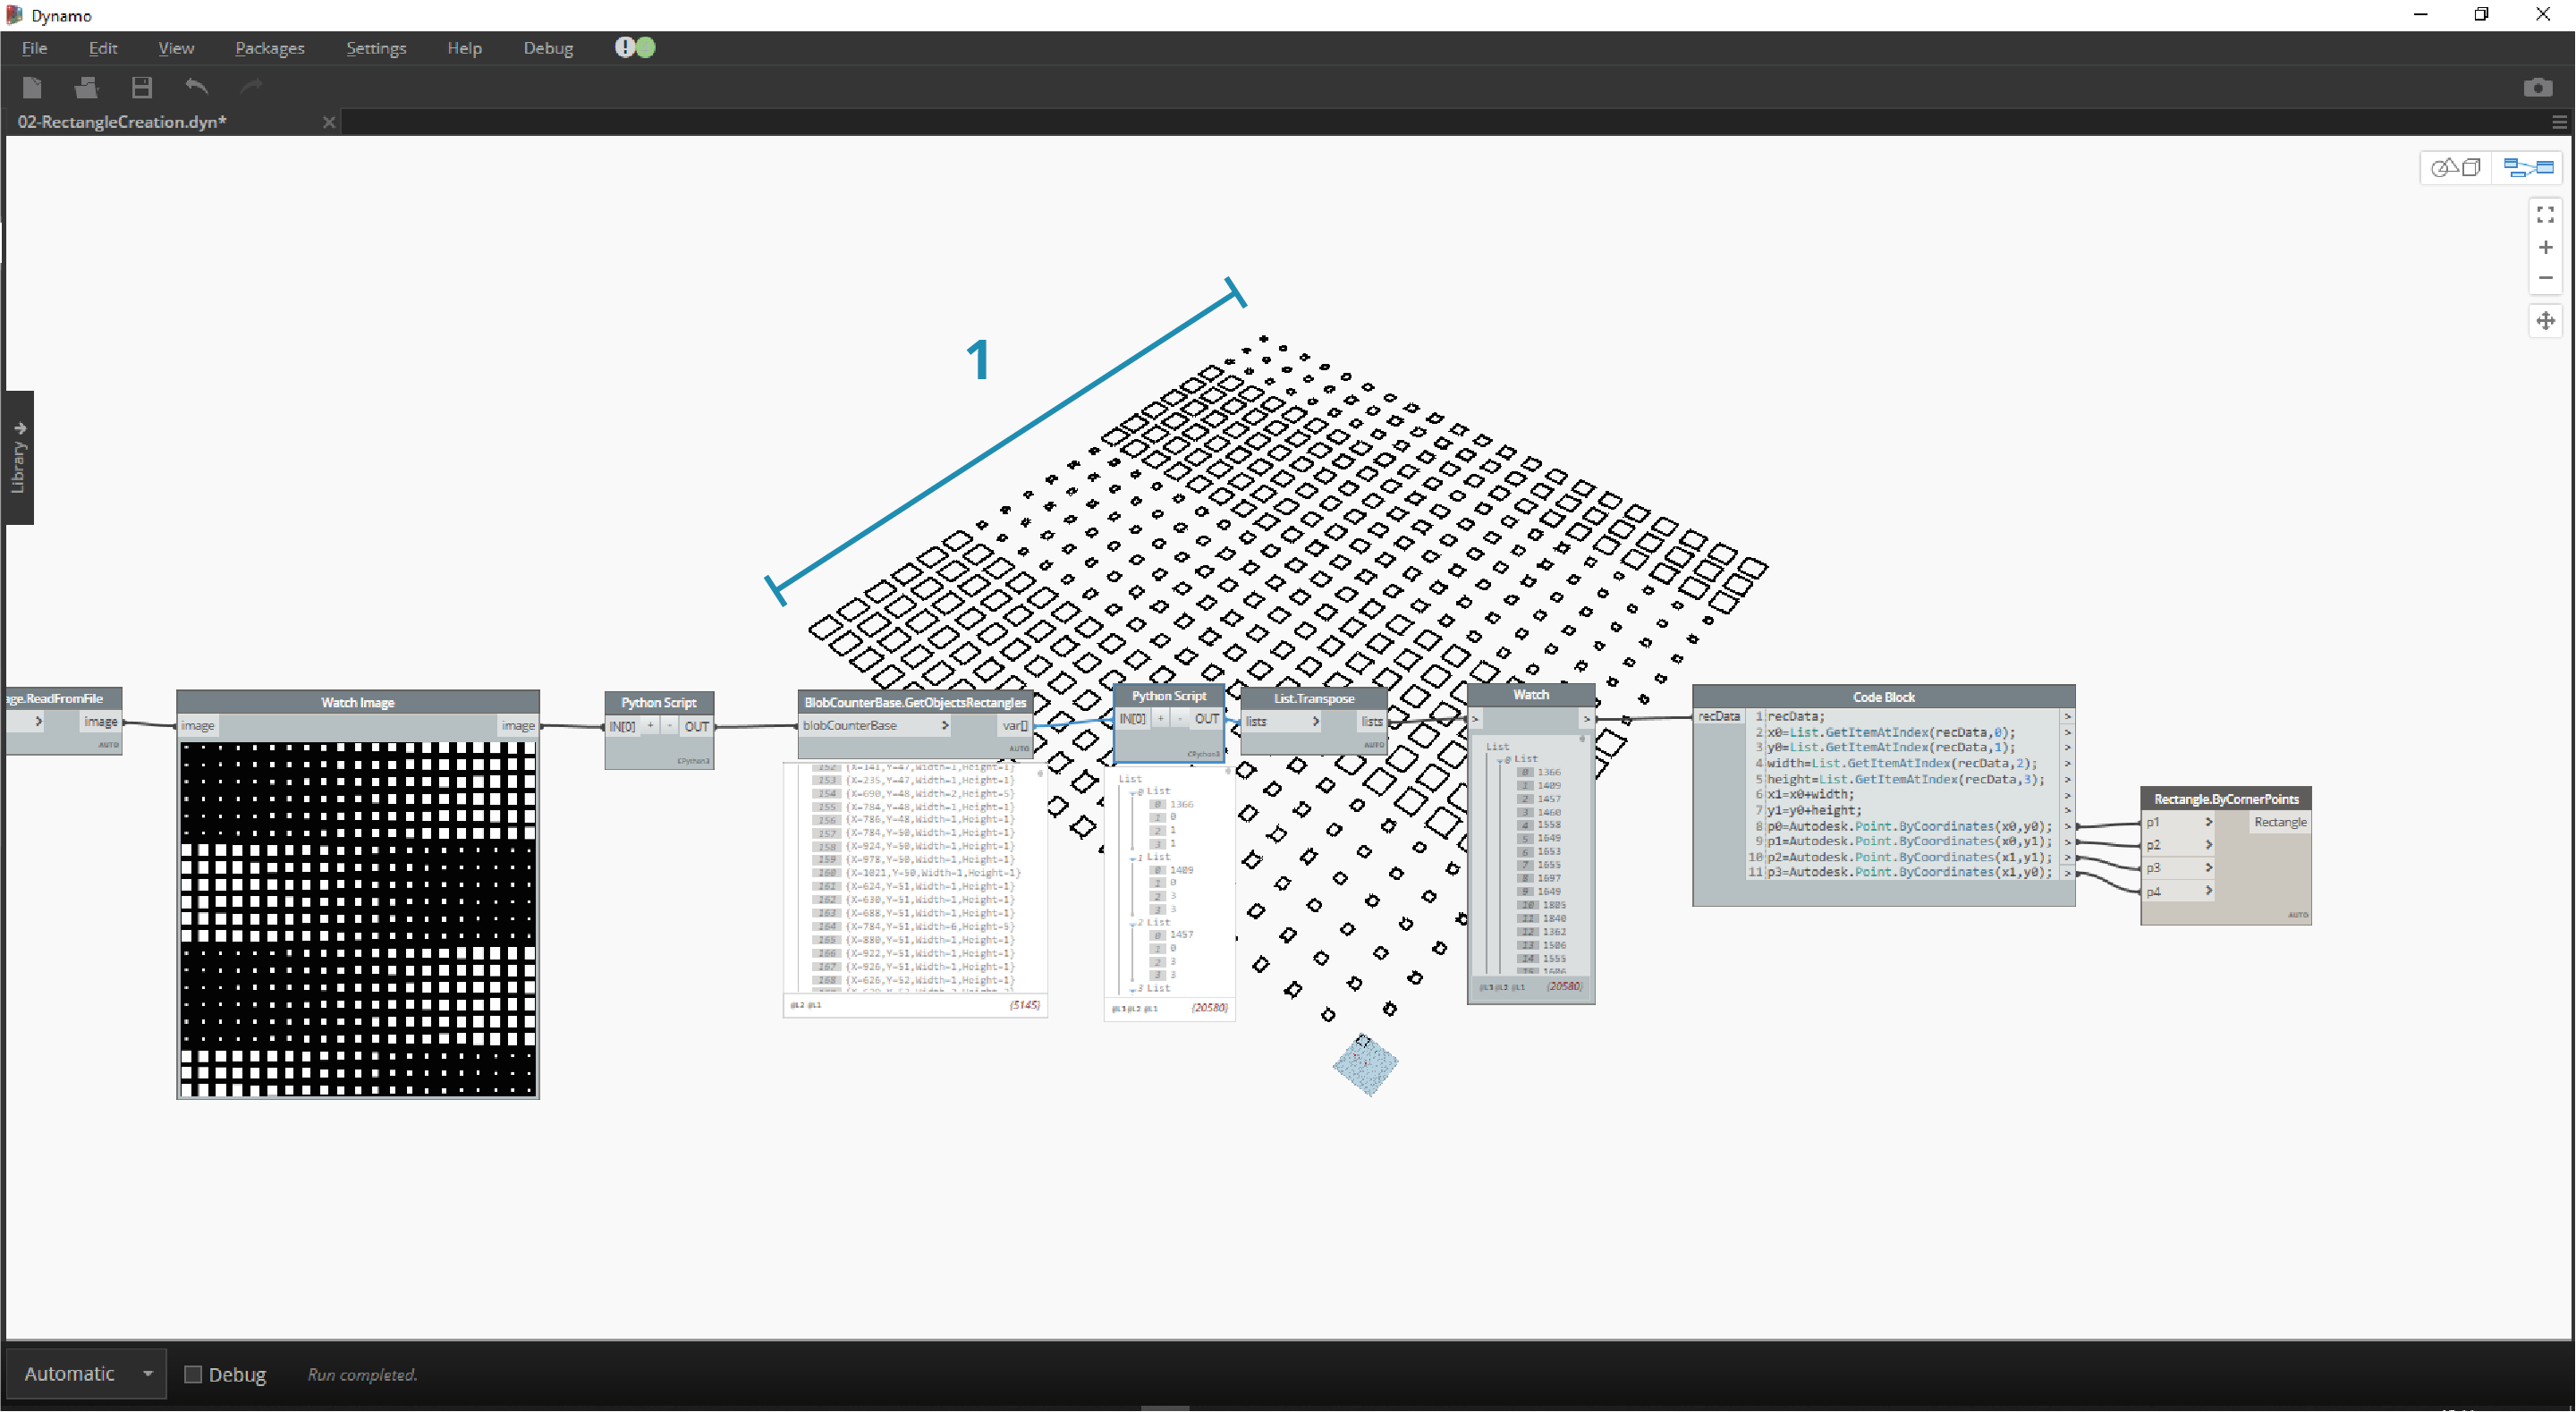 Dynamo
File Edit View Packages Settings Help Debug
02-RectangleCreation.dyn*
Library
1
age.ReadFromFile
image
AUTO
Watch Image
image image
Python Script
IN[0] + - OUT
CPython3
BlobCounterBase.GetObjectsRectangles
blobCounterBase > var[]
AUTO
153 {X=235,Y=47,Width=1,Height=1}
154 {X=690,Y=48,Width=2,Height=5}
155 {X=784,Y=48,Width=1,Height=1}
156 {X=786,Y=48,Width=1,Height=1}
157 {X=784,Y=50,Width=1,Height=1}
158 {X=924,Y=50,Width=1,Height=1}
159 {X=978,Y=50,Width=1,Height=1}
160 {X=1021,Y=50,Width=1,Height=1}
161 {X=624,Y=51,Width=1,Height=1}
162 {X=630,Y=51,Width=1,Height=1}
163 {X=688,Y=51,Width=1,Height=1}
164 {X=784,Y=51,Width=6,Height=5}
165 {X=880,Y=51,Width=1,Height=1}
166 {X=922,Y=51,Width=1,Height=1}
167 {X=926,Y=51,Width=1,Height=1}
168 {X=626,Y=52,Width=1,Height=1}
@L2 @L1 {5145}
Python Script
IN[0] + - OUT
CPython3
List
0 List
0 1366
1 0
2 1
3 1
1 List
0 1409
1 0
2 3
3 3
2 List
0 1457
1 0
2 3
3 3
3 List
@L3 @L2 @L1 {20580}
List.Transpose
lists > lists
AUTO
Watch
> >
List
0 List
0 1366
1 1409
2 1457
3 1460
4 1558
5 1649
6 1653
7 1655
8 1697
9 1649
10 1805
11 1840
12 1362
13 1506
14 1555
15 1606
@L3 @L2 @L1 {20580}
Code Block
recData
1 recData;
2 x0=List.GetItemAtIndex(recData,0);
3 y0=List.GetItemAtIndex(recData,1);
4 width=List.GetItemAtIndex(recData,2);
5 height=List.GetItemAtIndex(recData,3);
6 x1=x0+width;
7 y1=y0+height;
8 p0=Autodesk.Point.ByCoordinates(x0,y0);
9 p1=Autodesk.Point.ByCoordinates(x0,y1);
10 p2=Autodesk.Point.ByCoordinates(x1,y1);
11 p3=Autodesk.Point.ByCoordinates(x1,y0);
Rectangle.ByCornerPoints
p1 > Rectangle
p2 >
p3 >
p4 >
AUTO
Automatic Debug Run completed.